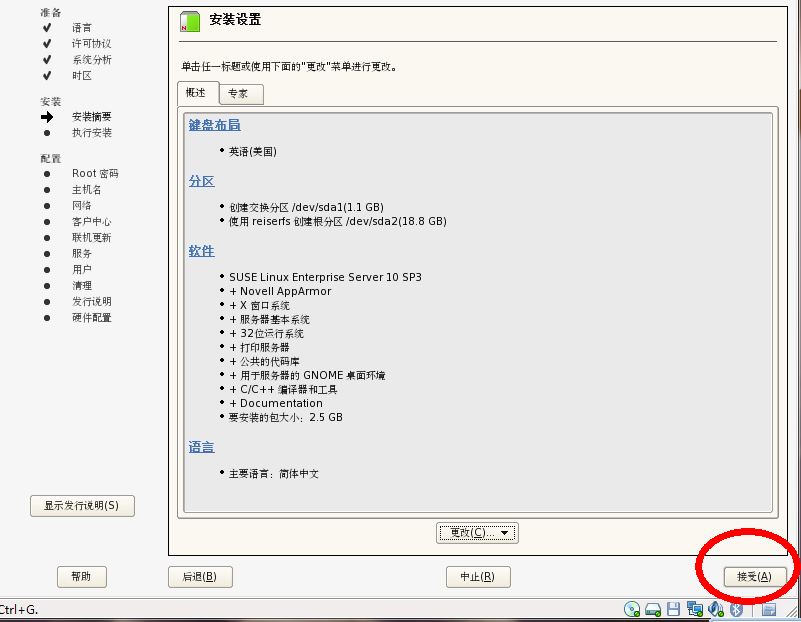 准备
语言
许可协议
系统分析
时区
安装
安装摘要
执行安装
配置
Root 密码
主机名
网络
客户中心
联机更新
服务
用户
清理
发行说明
硬件配置
显示发行说明(S)
帮助
安装设置
单击任一标题或使用下面的"更改"菜单进行更改。
概述
专家
键盘布局
英语(美国)
分区
创建交换分区 /dev/sda1(1.1 GB)
使用 reiserfs 创建根分区 /dev/sda2(18.8 GB)
软件
SUSE Linux Enterprise Server 10 SP3
+ Novell AppArmor
+ X 窗口系统
+ 服务器基本系统
+ 32位运行系统
+ 打印服务器
+ 公共的代码库
+ 用于服务器的 GNOME 桌面环境
+ C/C++ 编译器和工具
+ Documentation
要安装的包大小：2.5 GB
语言
主要语言：简体中文
更改(C)...
后退(B)
中止(R)
接受(A)
Ctrl+G.